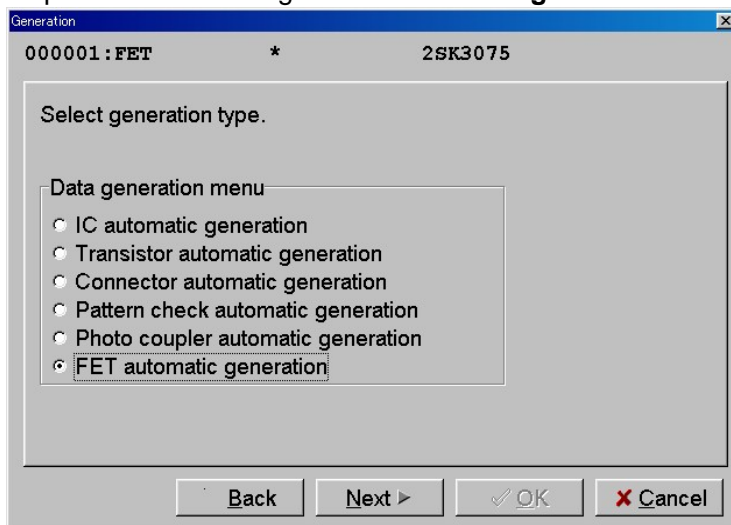 Generation
000001:FET * 2SK3075
Select generation type.
Data generation menu
IC automatic generation
Transistor automatic generation
Connector automatic generation
Pattern check automatic generation
Photo coupler automatic generation
FET automatic generation
Back Next OK Cancel